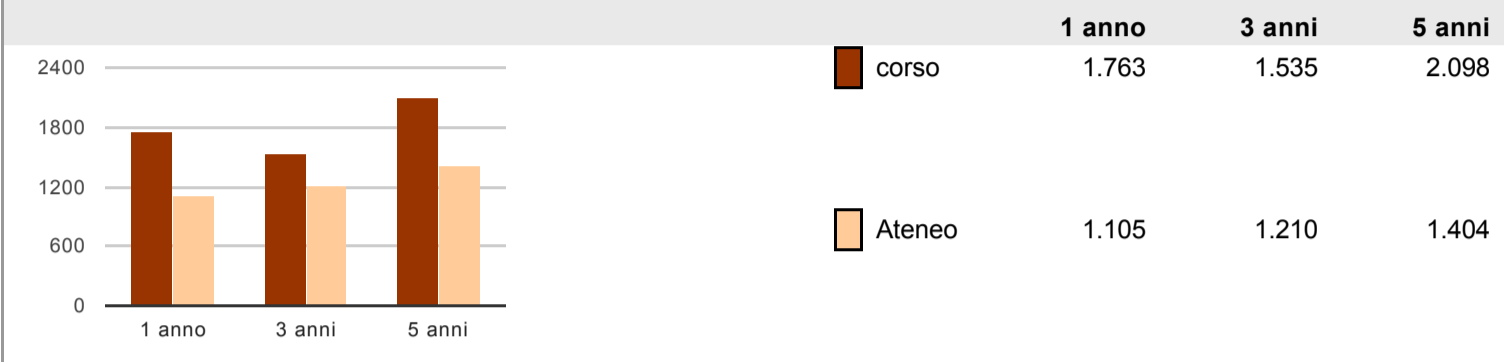 1 anno 3 anni 5 anni
2400
1800
1200
600
0
1 anno 3 anni 5 anni
corso 1.763 1.535 2.098
Ateneo 1.105 1.210 1.404